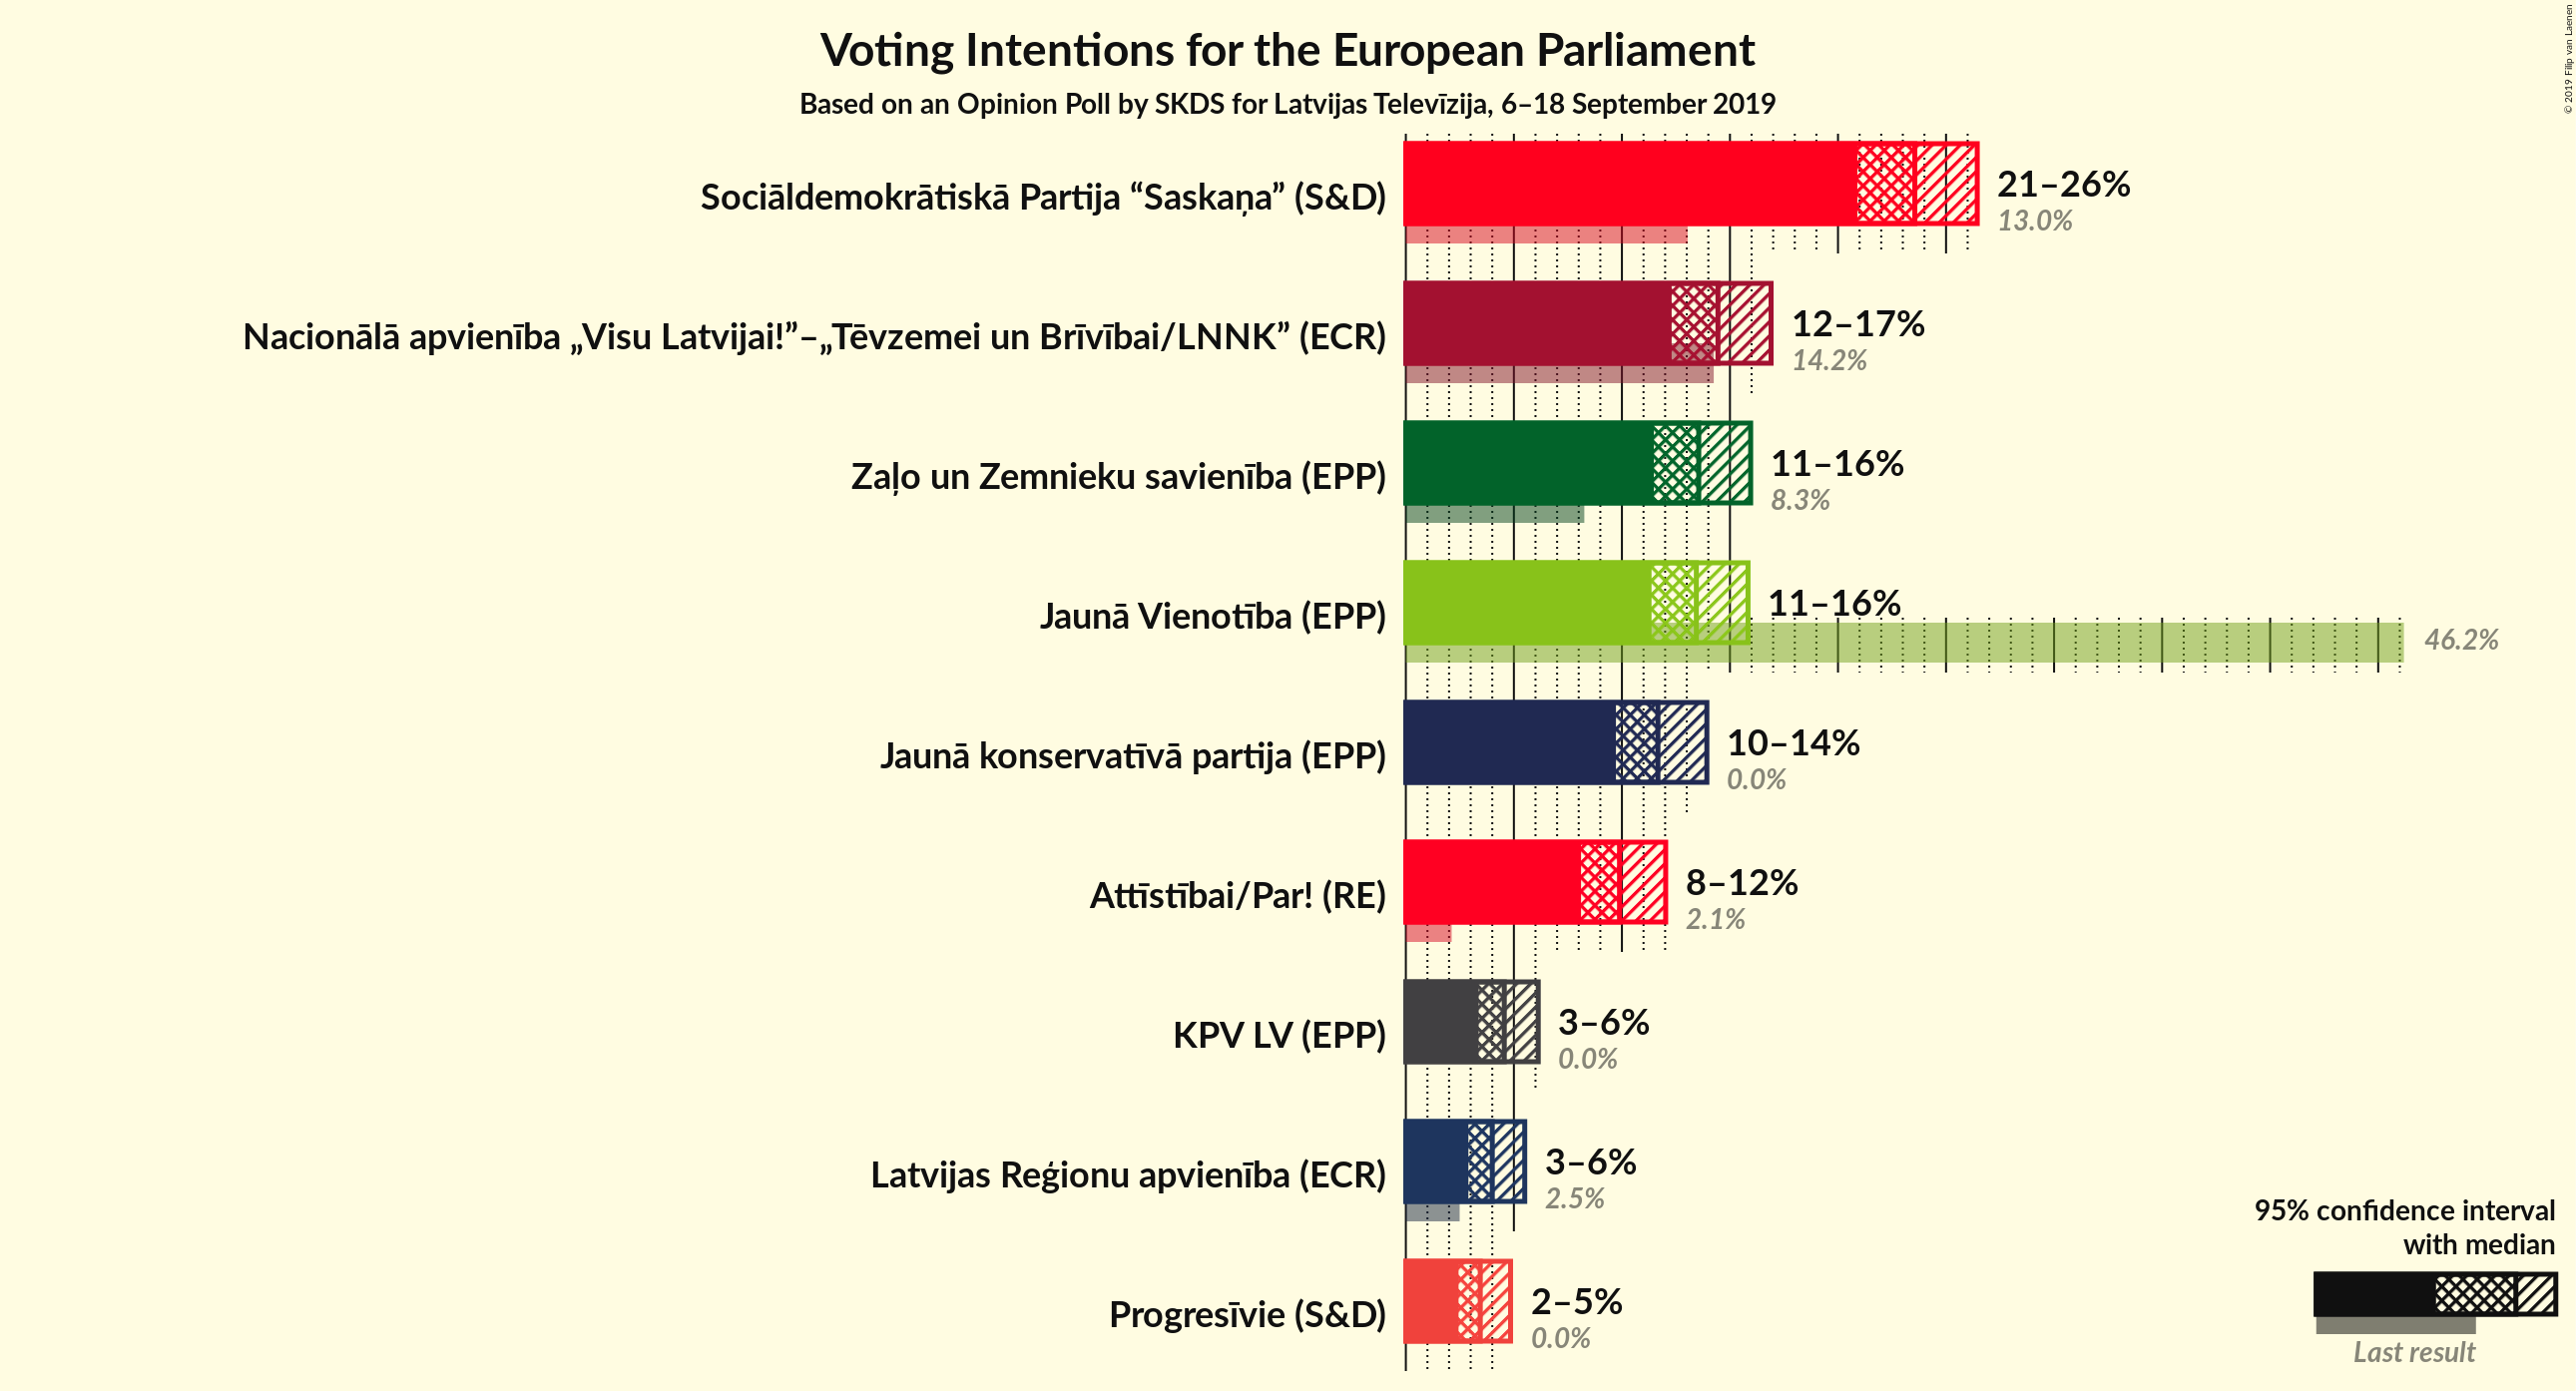 Voting Intentions for the European Parliament
Based on an Opinion Poll by SKDS for Latvijas Televīzija, 6–18 September 2019
© 2019 Filip van Laenen
Sociāldemokrātiskā Partija “Saskaņa” (S&D)
21–26%
13.0%
Nacionālā apvienība „Visu Latvijai!”–„Tēvzemei un Brīvībai/LNNK” (ECR)
12–17%
14.2%
Zaļo un Zemnieku savienība (EPP)
11–16%
8.3%
Jaunā Vienotība (EPP)
11–16%
46.2%
Jaunā konservatīvā partija (EPP)
10–14%
0.0%
Attīstībai/Par! (RE)
8–12%
2.1%
KPV LV (EPP)
3–6%
0.0%
Latvijas Reģionu apvienība (ECR)
3–6%
2.5%
Progresīvie (S&D)
2–5%
0.0%
95% confidence interval
with median
Last result